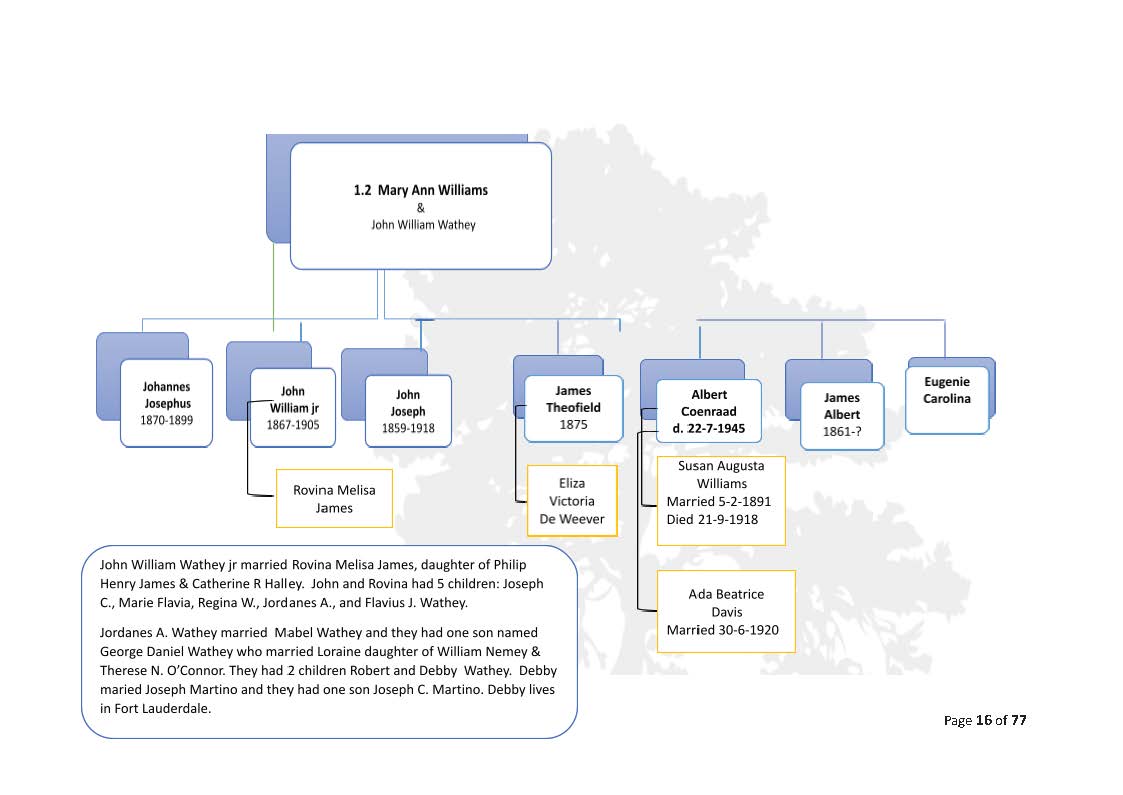 1.2 Mary Ann Williams
&
John William Wathey
Johannes
Josephus
1870-1899
John
William jr
1867-1905
John
Joseph
1859-1918
James
Theofield
1875
Albert
Coenraad
d. 22-7-1945
James
Albert
1861-?
Eugenie
Carolina
Rovina Melisa
James
Eliza
Victoria
De Weever
Susan Augusta
Williams
Married 5-2-1891
Died 21-9-1918
Ada Beatrice
Davis
Married 30-6-1920
John William Wathey jr married Rovina Melisa James, daughter of Philip
Henry James & Catherine R Halley. John and Rovina had 5 children: Joseph
C., Marie Flavia, Regina W., Jordanes A., and Flavius J. Wathey.
Jordanes A. Wathey married Mabel Wathey and they had one son named
George Daniel Wathey who married Loraine daughter of William Nemey &
Therese N. O’Connor. They had 2 children Robert and Debby Wathey. Debby
maried Joseph Martino and they had one son Joseph C. Martino. Debby lives
in Fort Lauderdale.
Page 16 of 77